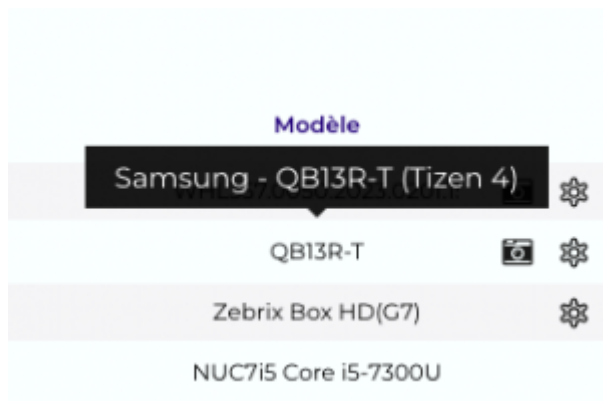 Modèle
Samsung - QB13R-T (Tizen 4)
QB13R-T
Zebrix Box HD(G7)
NUC7i5 Core i5-7300U